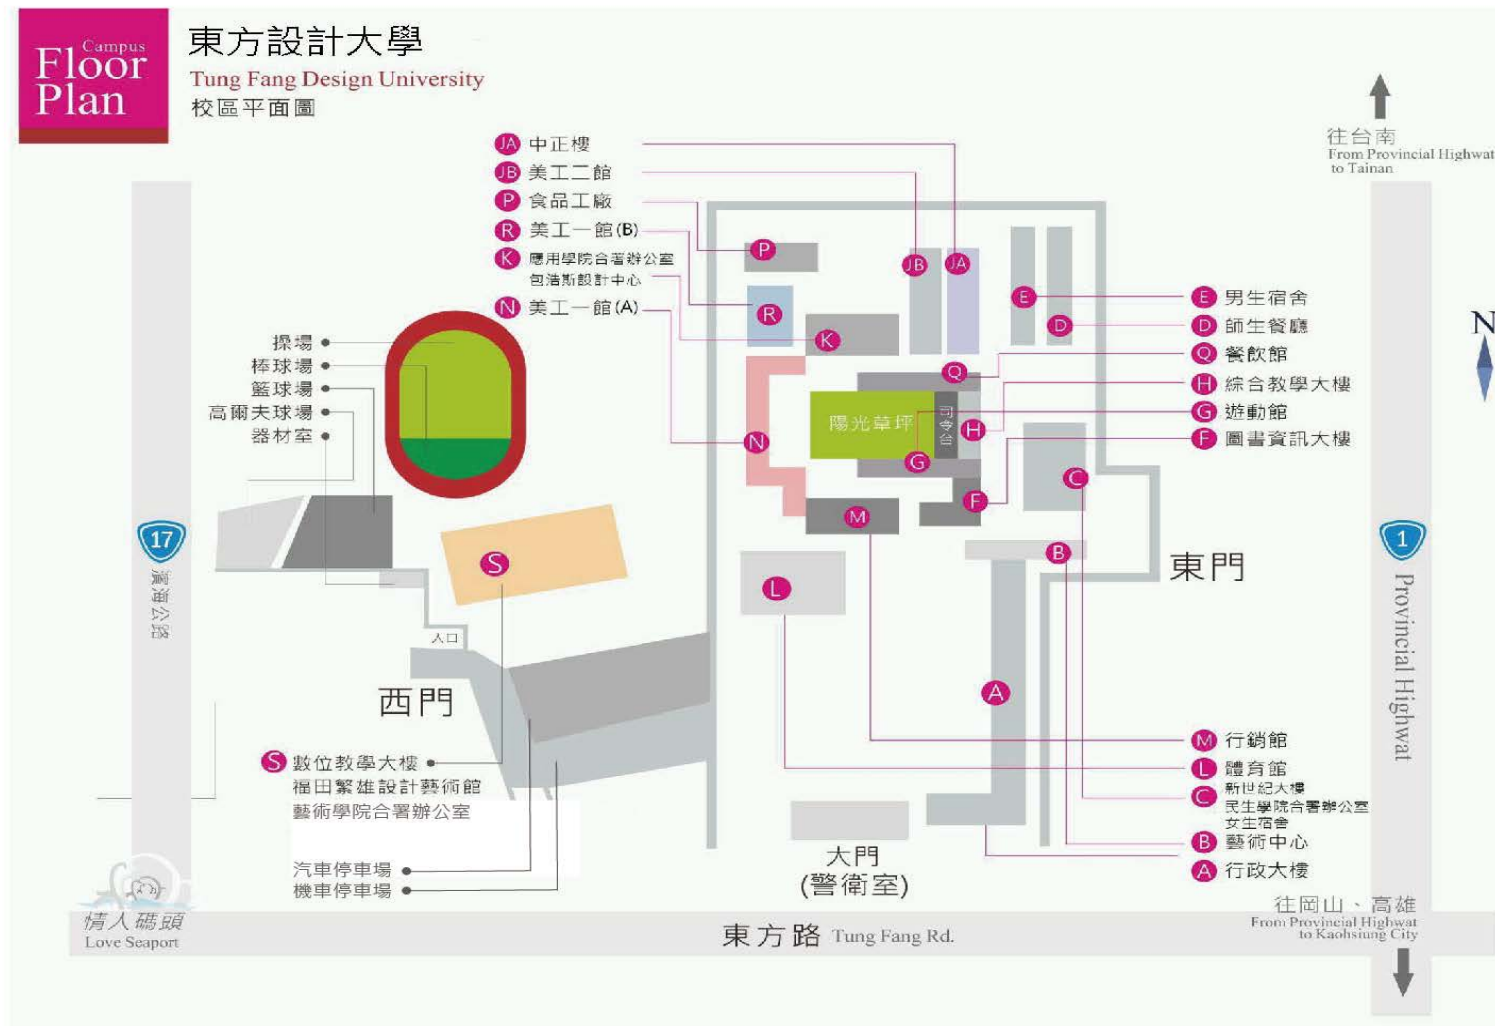 Campus
Floor
Plan
東方設計大學
Tung Fang Design University
校區平面圖
往台南
From Provincial Highwat
to Tainan
JA 中正樓
JB 美工二館
P 食品工廠
R 美工一館(B)
K 應用學院合署辦公室
包浩斯設計中心
N 美工一館(A)
操場
棒球場
籃球場
高爾夫球場
器材室
P
JB
JA
R
K
E
D
Q
陽光草坪
司令台
H
N
G
C
F
M
B
S
L
A
E 男生宿舍
D 師生餐廳
Q 餐飲館
H 綜合教學大樓
G 遊動館
F 圖書資訊大樓
N
17
濱海公路
1
Provincial Highwat
東門
入口
西門
S 數位教學大樓
福田繁雄設計藝術館
藝術學院合署辦公室
汽車停車場
機車停車場
M 行銷館
L 體育館
C 新世紀大樓
民生學院合署辦公室
女生宿舍
B 藝術中心
A 行政大樓
大門
(警衛室)
情人碼頭
Love Seaport
東方路 Tung Fang Rd.
往岡山、高雄
From Provincial Highwat
to Kaohsiung City